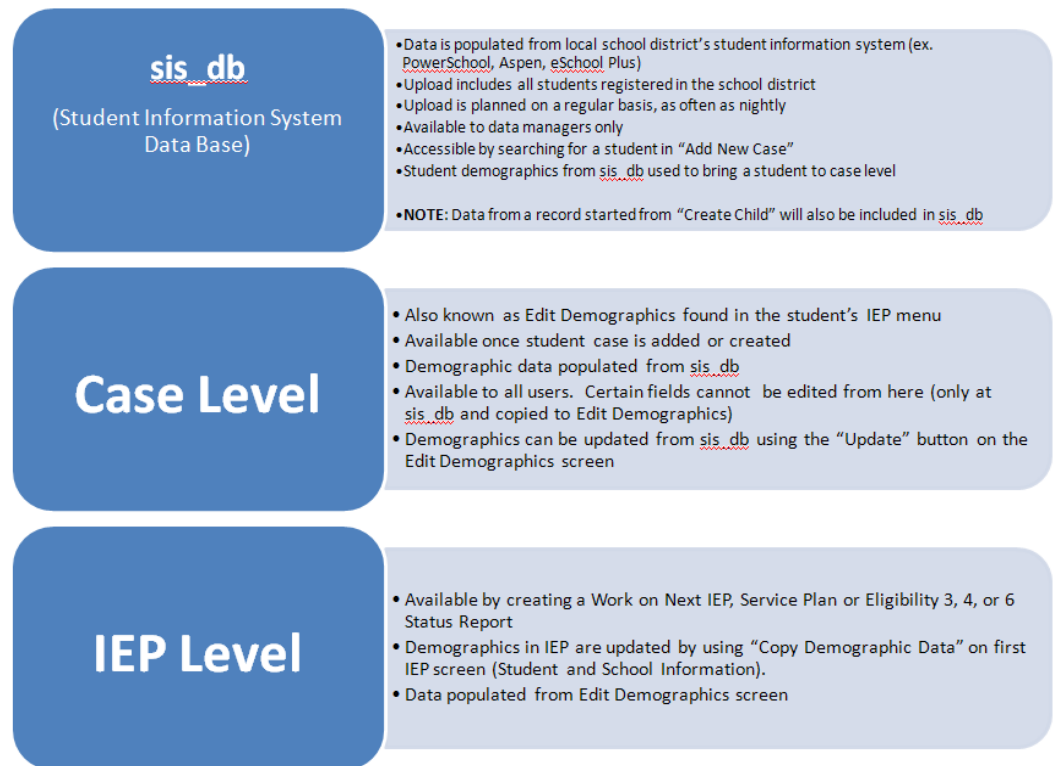 sis_db
(Student Information System
Data Base)
•Data is populated from local school district's student information system (ex.
PowerSchool, Aspen, eSchool Plus)
•Upload includes all students registered in the school district
•Upload is planned on a regular basis, as often as nightly
•Available to data managers only
•Accessible by searching for a student in “Add New Case”
•Student demographics from sis_db used to bring a student to case level
•NOTE: Data from a record started from “Create Child” will also be included in sis_db
Case Level
• Also known as Edit Demographics found in the student's IEP menu
• Available once student case is added or created
• Demographic data populated from sis_db
• Available to all users. Certain fields cannot be edited from here (only at
sis_db and copied to Edit Demographics)
• Demographics can be updated from sis_db using the “Update” button on the
Edit Demographics screen
IEP Level
• Available by creating a Work on Next IEP, Service Plan or Eligibility 3, 4, or 6
Status Report
• Demographics in IEP are updated by using “Copy Demographic Data” on first
IEP screen (Student and School Information).
• Data populated from Edit Demographics screen